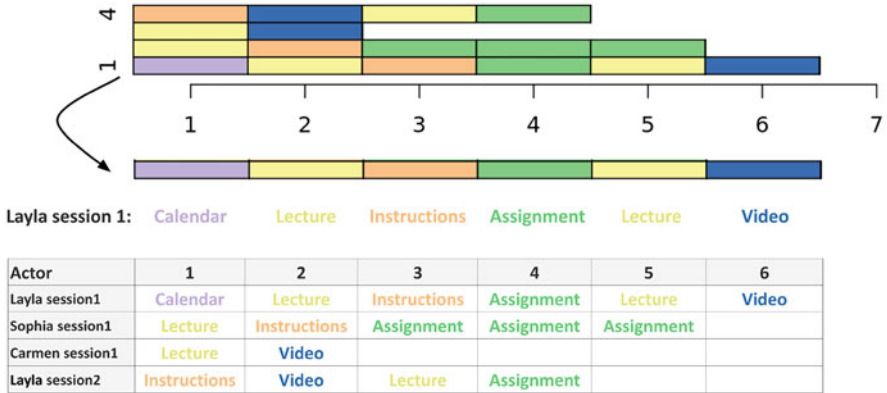 4
1
1 2 3 4 5 6 7
Layla session 1: Calendar Lecture Instructions Assignment Lecture Video
Actor 1 2 3 4 5 6
Layla session1 Calendar Lecture Instructions Assignment Lecture Video
Sophia session1 Lecture Instructions Assignment Assignment Assignment
Carmen session1 Lecture Video
Layla session2 Instructions Video Lecture Assignment